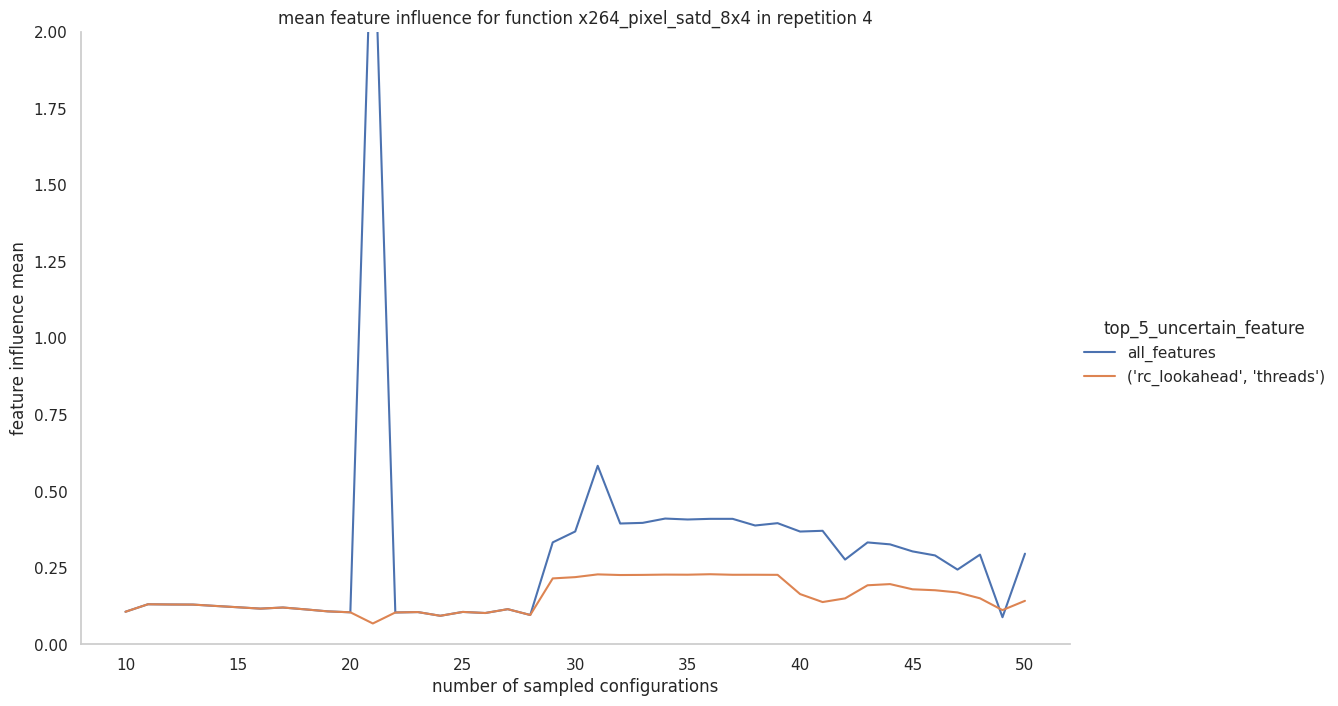 mean feature influence for function x264_pixel_satd_8x4 in repetition 4
feature influence mean
2.00
1.75
1.50
1.25
1.00
0.75
0.50
0.25
0.00
10 15 20 25 30 35 40 45 50
number of sampled configurations
top_5_uncertain_feature
all_features
('rc_lookahead', 'threads')